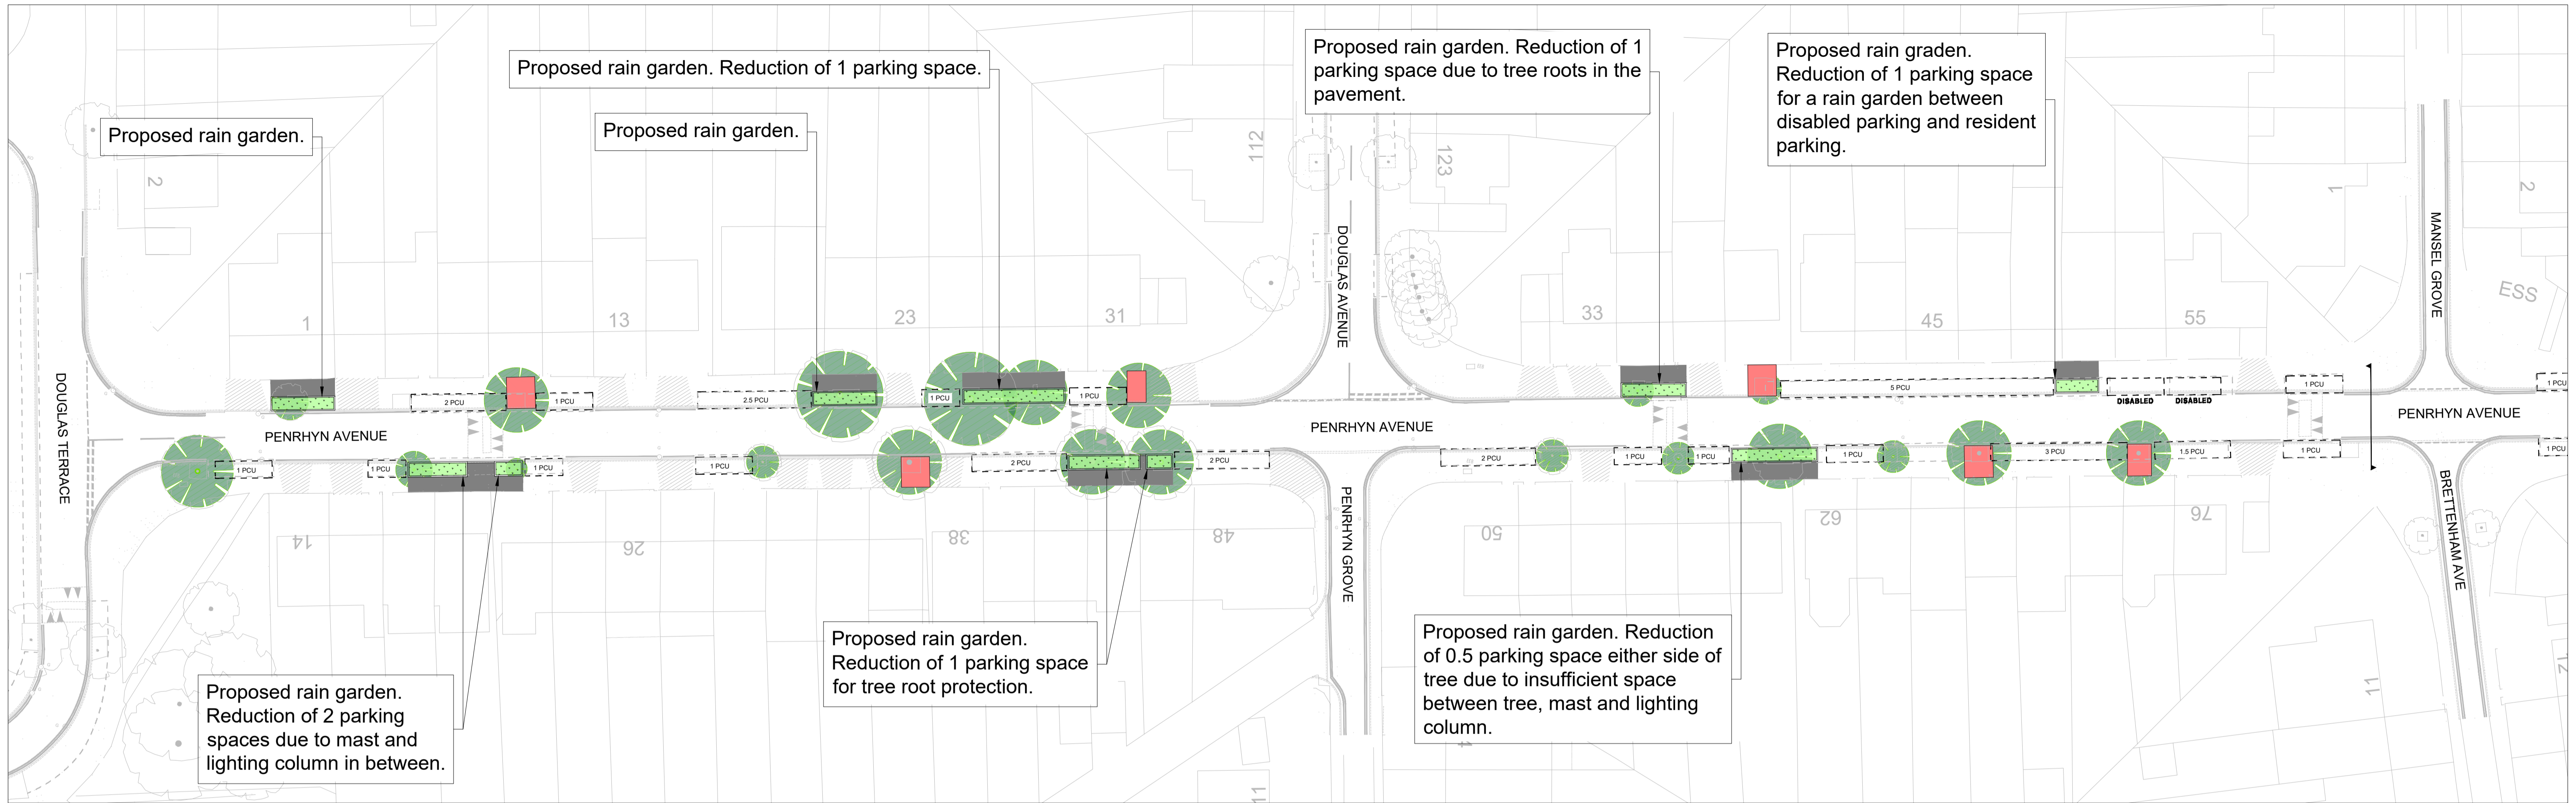 Proposed rain garden. Reduction of 1 parking space.
Proposed rain garden. Reduction of 1
parking space due to tree roots in the
pavement.
Proposed rain graden.
Reduction of 1 parking space
for a rain garden between
disabled parking and resident
parking.
Proposed rain garden.
Proposed rain garden.
2
112
123
1
2
DOUGLAS AVENUE
MANSEL GROVE
ESS
1
13
23
31
33
45
55
DOUGLAS TERRACE
2 PCU
1 PCU
2.5 PCU
1 PCU
1 PCU
5 PCU
DISABLED
DISABLED
1 PCU
1 PCU
PENRHYN AVENUE
PENRHYN AVENUE
PENRHYN AVENUE
1 PCU
1 PCU
1 PCU
1 PCU
2 PCU
2 PCU
2 PCU
1 PCU
1 PCU
1 PCU
3 PCU
1.5 PCU
1 PCU
1 PCU
PENRHYN GROVE
BRETTENHAM AVE
14
26
38
48
50
62
76
Proposed rain garden.
Reduction of 2 parking
spaces due to mast and
lighting column in between.
Proposed rain garden.
Reduction of 1 parking space
for tree root protection.
Proposed rain garden. Reduction
of 0.5 parking space either side of
tree due to insufficient space
between tree, mast and lighting
column.
11
11